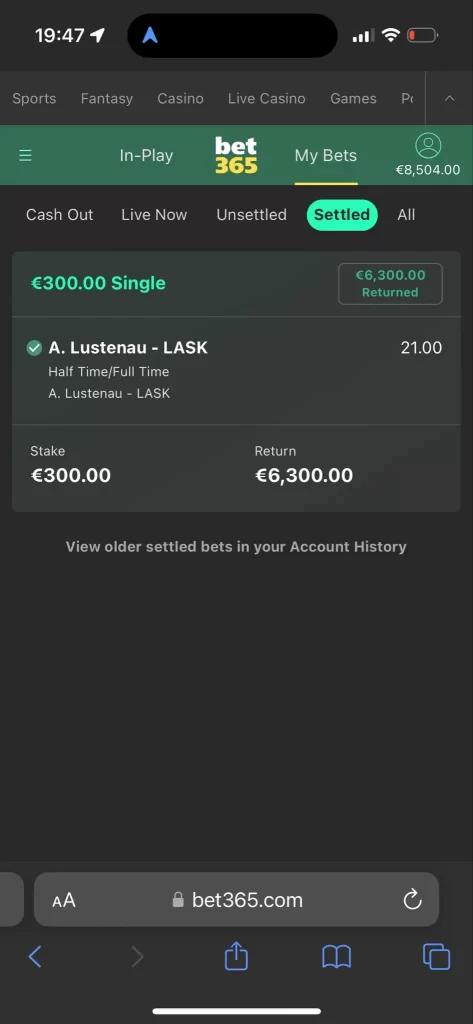 19:47
Sports Fantasy Casino Live Casino Games
In-Play bet365 My Bets €8,504.00
Cash Out Live Now Unsettled Settled All
€300.00 Single €6,300.00 Returned
A. Lustenau - LASK 21.00
Half Time/Full Time
A. Lustenau - LASK
Stake Return
€300.00 €6,300.00
View older settled bets in your Account History
AA bet365.com